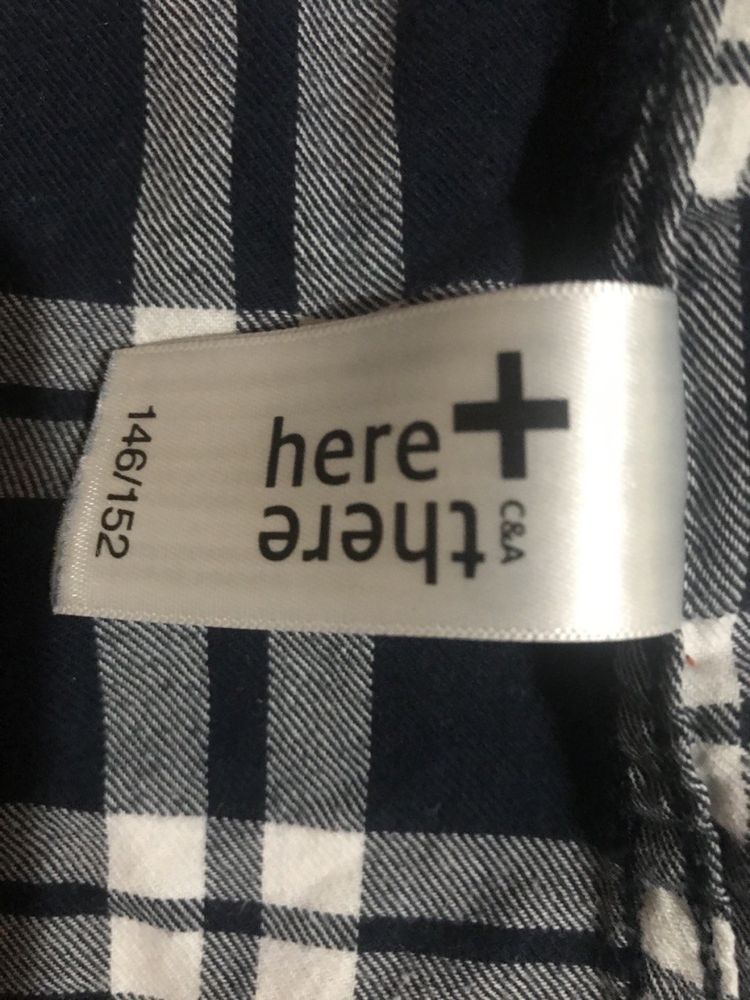 here +
there
C&A
146/152